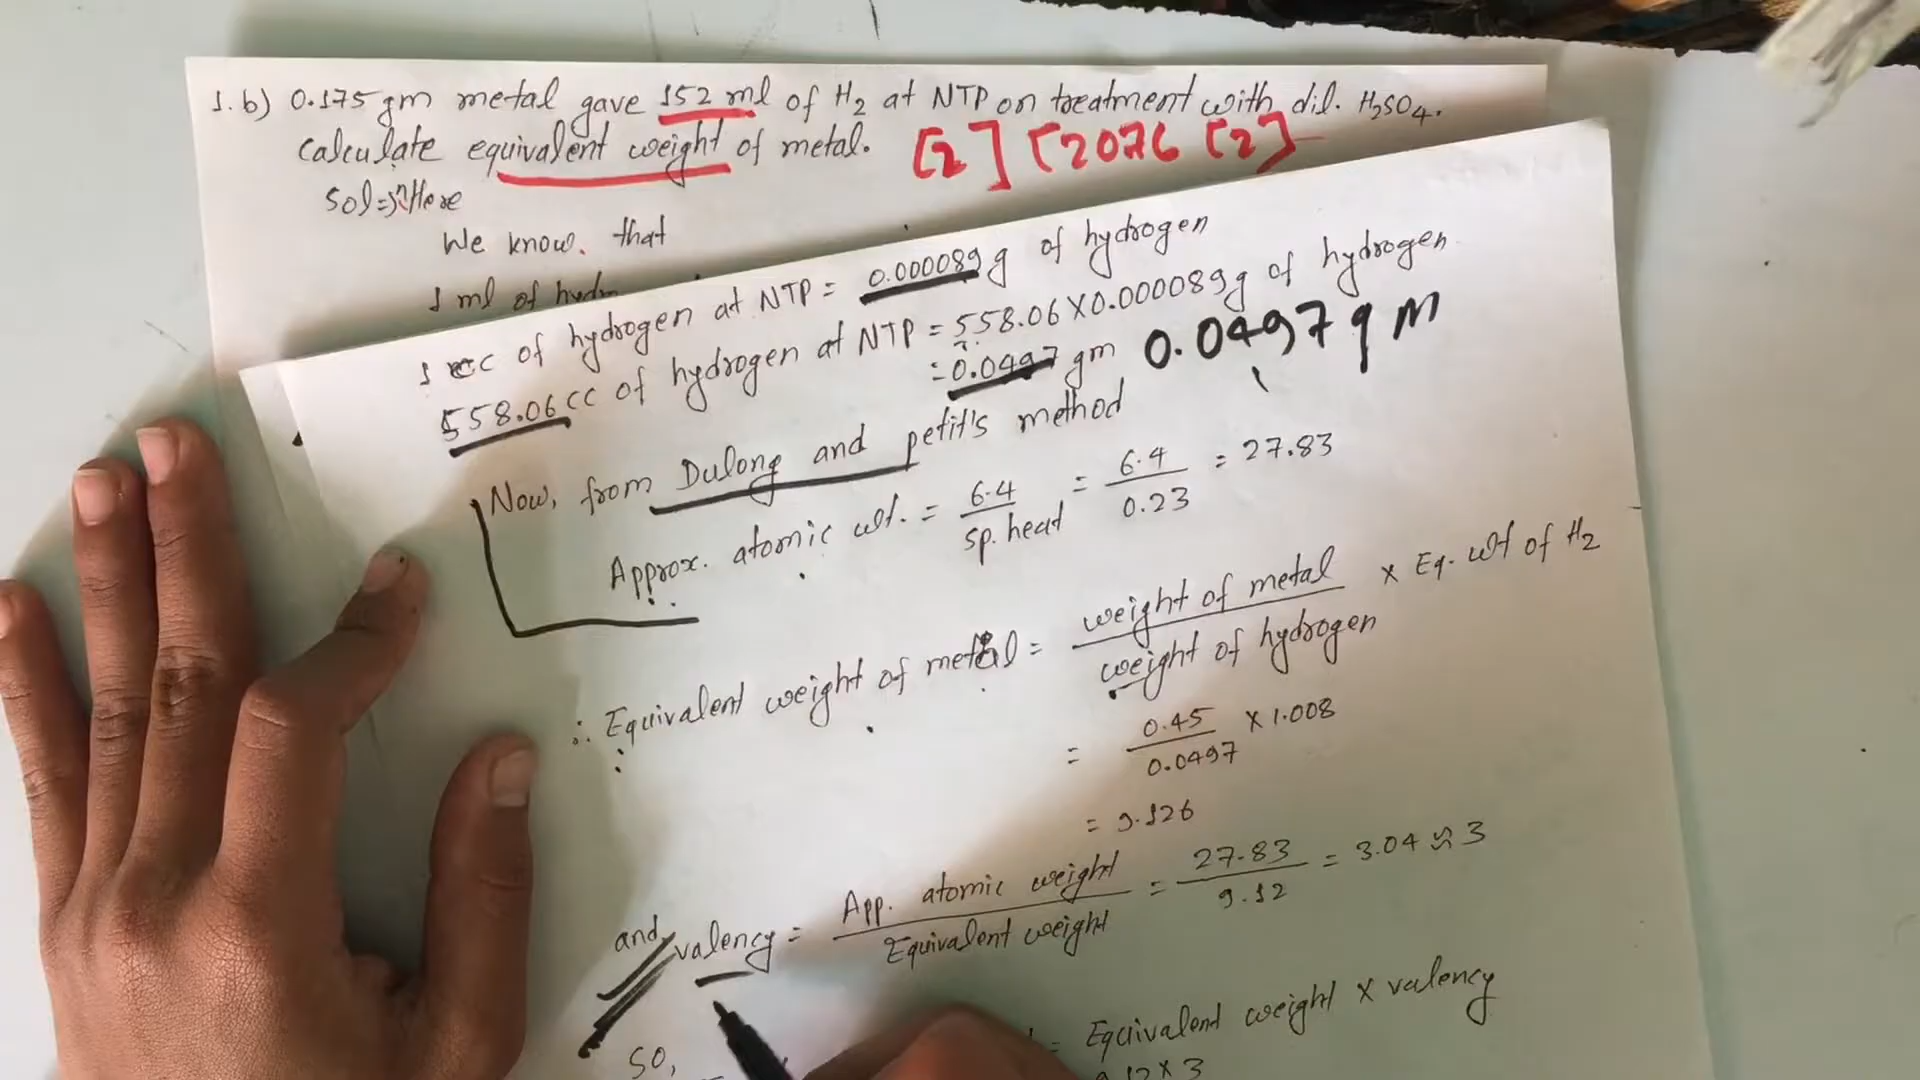 1. b) 0.175 gm metal gave 152 ml of H2 at NTP on treatment with dil. H2SO4.
Calculate equivalent weight of metal. [2] [2076 [2]
Sol=> Here
We know. that
1 ml of hydr
1 cc of hydrogen at NTP = 0.000089 g of hydrogen
558.06 cc of hydrogen at NTP = 558.06 X 0.000089 g of hydrogen
= 0.0497 gm 0.0497 gm
Now, from Dulong and petit's method
Approx. atomic wt. = 6.4 / sp. heat = 6.4 / 0.23 = 27.83
∴ Equivalent weight of metal = weight of metal / weight of hydrogen × Eq. wt of H2
= 0.45 / 0.0497 X 1.008
= 9.126
and, valency = App. atomic weight / Equivalent weight = 27.83 / 9.12 = 3.04 ≈ 3
so, = Equivalent weight X valency
9.12 X 3